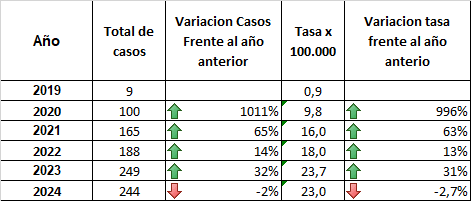 Año Total de casos Variacion Casos Frente al año anterior Tasa x 100.000 Variacion tasa frente al año anterio
2019 9 0,9
2020 100 1011% 9,8 996%
2021 165 65% 16,0 63%
2022 188 14% 18,0 13%
2023 249 32% 23,7 31%
2024 244 -2% 23,0 -2,7%